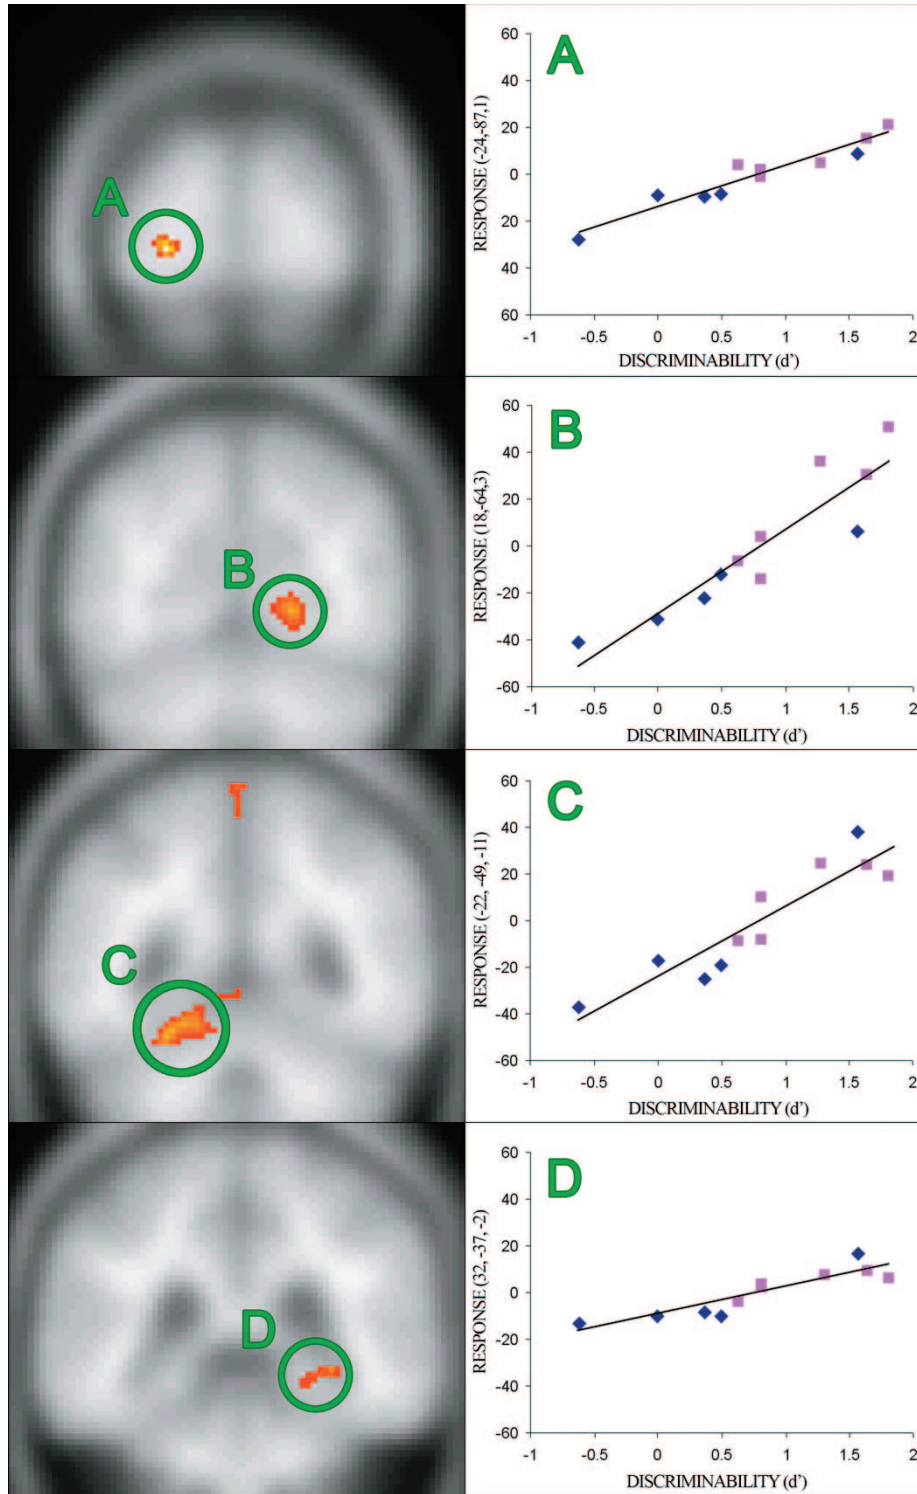 A
A
60
40
20
0
20
40
60
RESPONSE (-24,-87,1)
-1 -0.5 0 0.5 1 1.5 2
DISCRIMINABILITY (d’)
B
B
60
40
20
0
-20
-40
-60
RESPONSE (18,-64,3)
-1 -0.5 0 0.5 1 1.5 2
DISCRIMINABILITY (d’)
C
C
60
40
20
0
-20
-40
-60
RESPONSE (-22, -49, -11)
-1 -0.5 0 0.5 1 1.5 2
DISCRIMINABILITY (d’)
D
D
60
40
20
0
-20
-40
-60
RESPONSE (32, -37, -2)
-1 -0.5 0 0.5 1 1.5 2
DISCRIMINABILITY (d’)